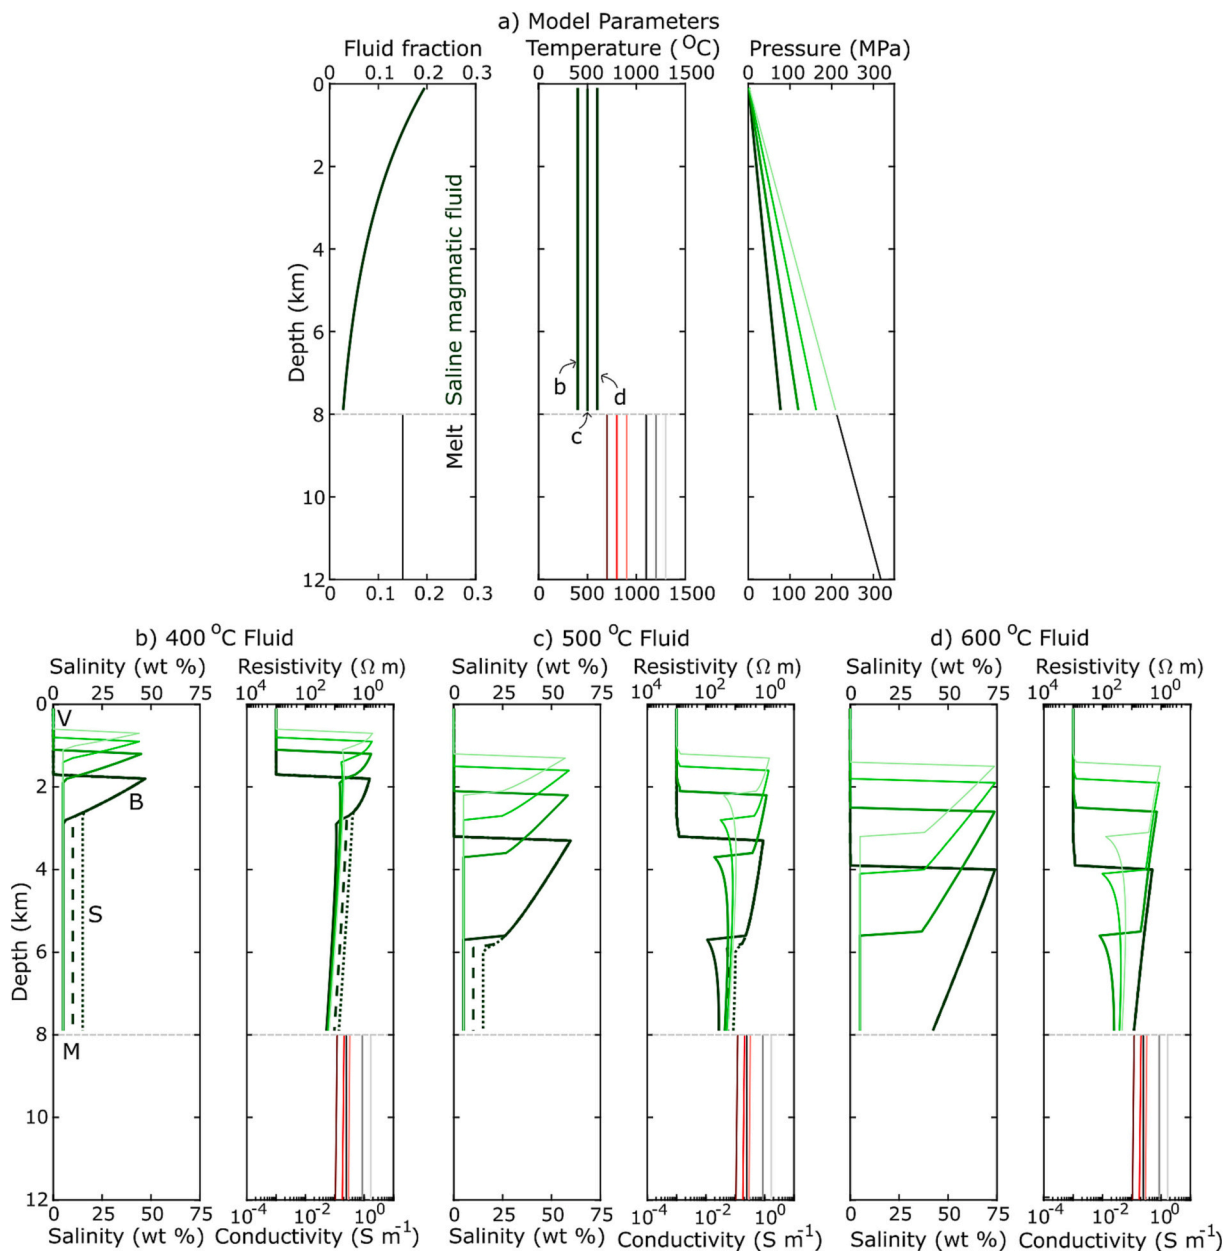 a) Model Parameters
Fluid fraction Temperature (°C) Pressure (MPa)
0 0.1 0.2 0.3 0 500 1000 1500 0 100 200 300
0
2
4
6
8
10
12
Depth (km)
Saline magmatic fluid
Melt
b
c
d
0 0.1 0.2 0.3 0 500 1000 1500 0 100 200 300
b) 400 °C Fluid c) 500 °C Fluid d) 600 °C Fluid
Salinity (wt %) Resistivity (Ω m) Salinity (wt %) Resistivity (Ω m) Salinity (wt %) Resistivity (Ω m)
0 25 50 75 10⁴ 10² 10⁰ 0 25 50 75 10⁴ 10² 10⁰ 0 25 50 75 10⁴ 10² 10⁰
0
2
4
6
8
10
12
Depth (km)
V
B
S
M
0 25 50 75 10⁻⁴ 10⁻² 10⁰ 0 25 50 75 10⁻⁴ 10⁻² 10⁰ 0 25 50 75 10⁻⁴ 10⁻² 10⁰
Salinity (wt %) Conductivity (S m⁻¹) Salinity (wt %) Conductivity (S m⁻¹) Salinity (wt %) Conductivity (S m⁻¹)